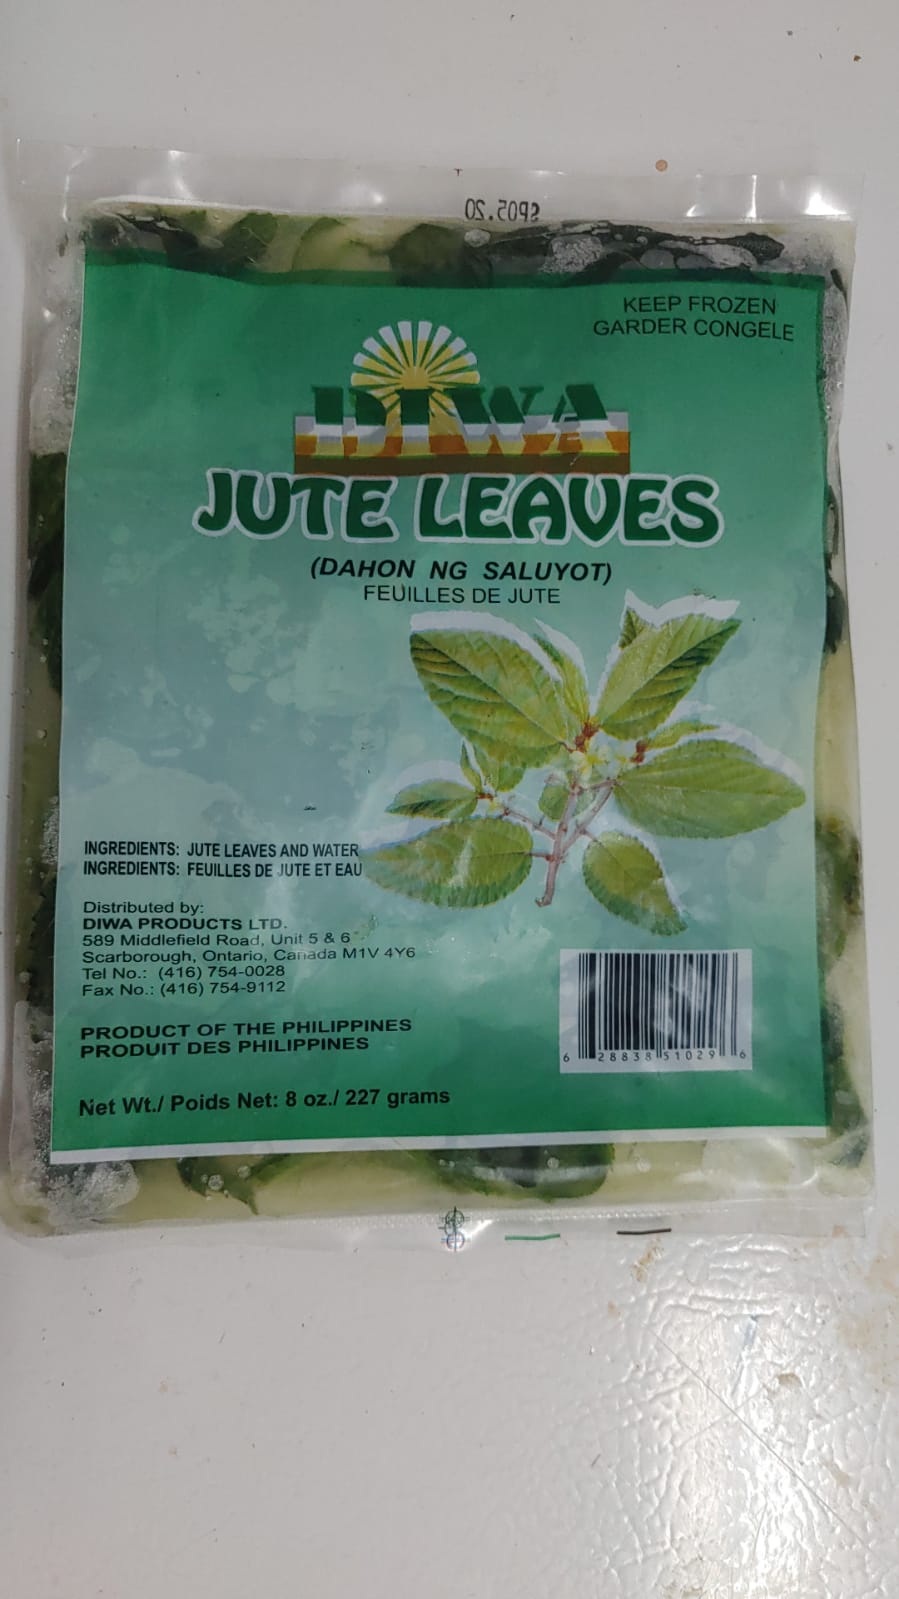 SP05.20
KEEP FROZEN
GARDER CONGELE
DIWA
JUTE LEAVES
(DAHON NG SALUYOT)
FEUILLES DE JUTE
INGREDIENTS: JUTE LEAVES AND WATER
INGREDIENTS: FEUILLES DE JUTE ET EAU
Distributed by:
DIWA PRODUCTS LTD.
589 Middlefield Road, Unit 5 & 6
Scarborough, Ontario, Canada M1V 4Y6
Tel No.: (416) 754-0028
Fax No.: (416) 754-9112
PRODUCT OF THE PHILIPPINES
PRODUIT DES PHILIPPINES
Net Wt./ Poids Net: 8 oz./ 227 grams
6 28838 51029 6